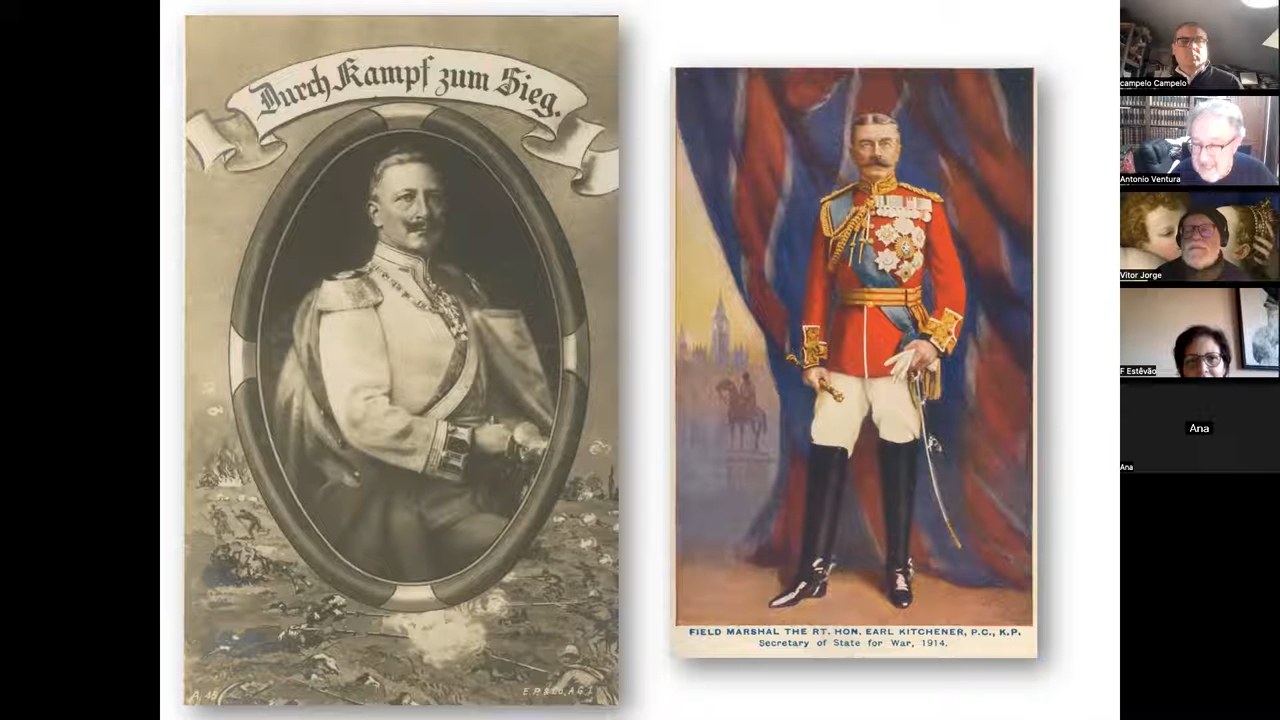 Durch Kampf zum Sieg.
FIELD MARSHAL THE RT. HON. EARL KITCHENER, P.C., K.P.
Secretary of State for War, 1914.
campelo Campelo
Antonio Ventura
Vitor Jorge
F Estêvão
Ana
Ana